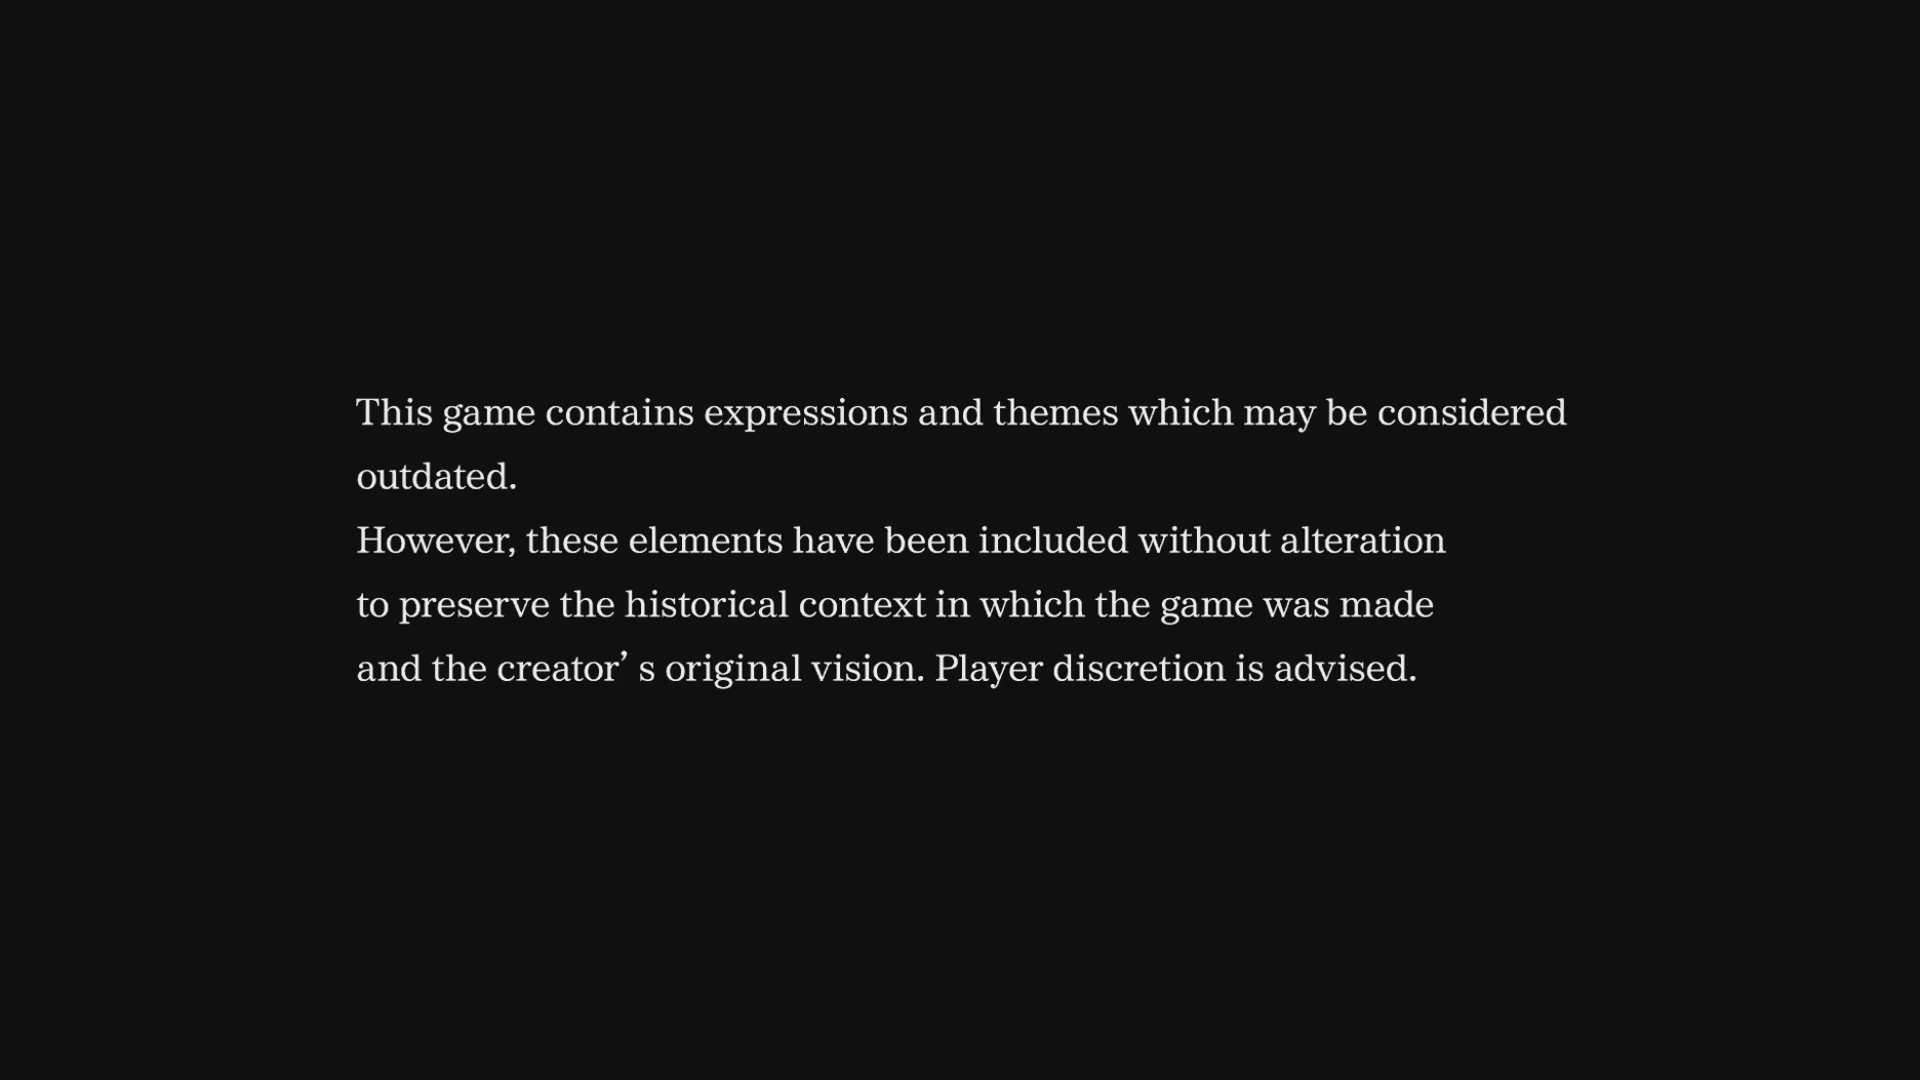 This game contains expressions and themes which may be considered
outdated.
However, these elements have been included without alteration
to preserve the historical context in which the game was made
and the creator’ s original vision. Player discretion is advised.